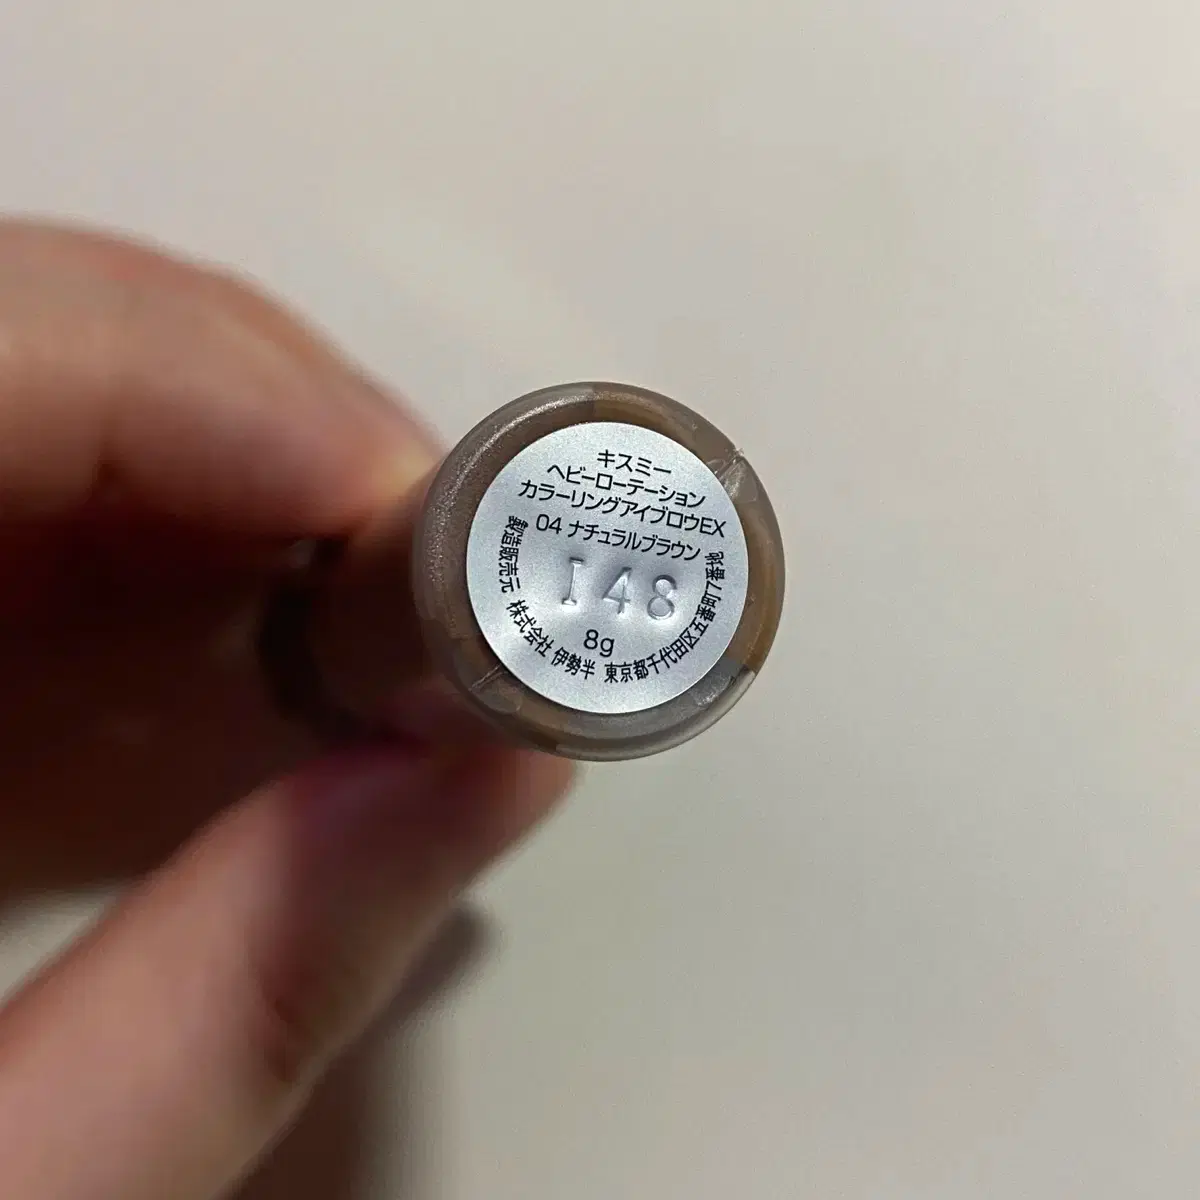 キスミー
ヘビーローテーション
カラーリングアイブロウEX
04 ナチュラルブラウン
I48
8g
製造販売元 株式会社 伊勢半 東京都千代田区五番町7番地